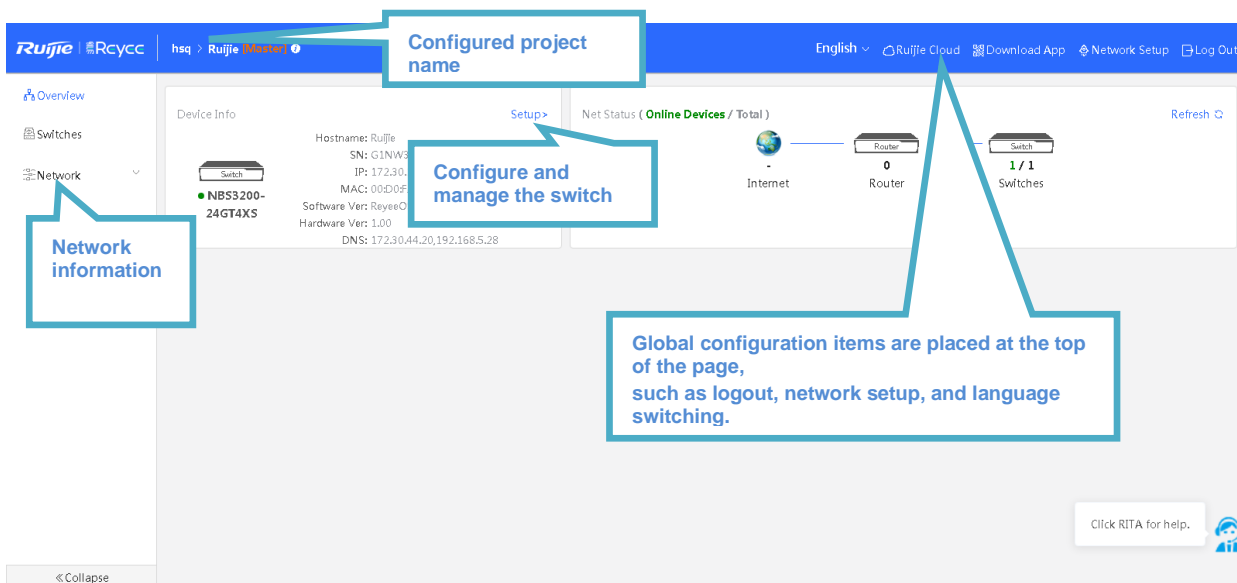 Ruijie | Rcycc
hsq > Ruijie (Master)
English
Ruijie Cloud
Download App
Network Setup
Log Out
Configured project
name
Overview
Switches
Network
Device Info
Setup>
Hostname: Ruijie
SN: G1NW3
IP: 172.30.
MAC: 00:D0:F
Software Ver: ReyeeO
Hardware Ver: 1.00
DNS: 172.30.44.20,192.168.5.28
Switch
NBS3200-
24GT4XS
Configure and
manage the switch
Net Status ( Online Devices / Total )
Refresh
-
Internet
Router
0
Router
Switch
1 / 1
Switches
Network
information
Global configuration items are placed at the top
of the page,
such as logout, network setup, and language
switching.
Click RITA for help.
«Collapse